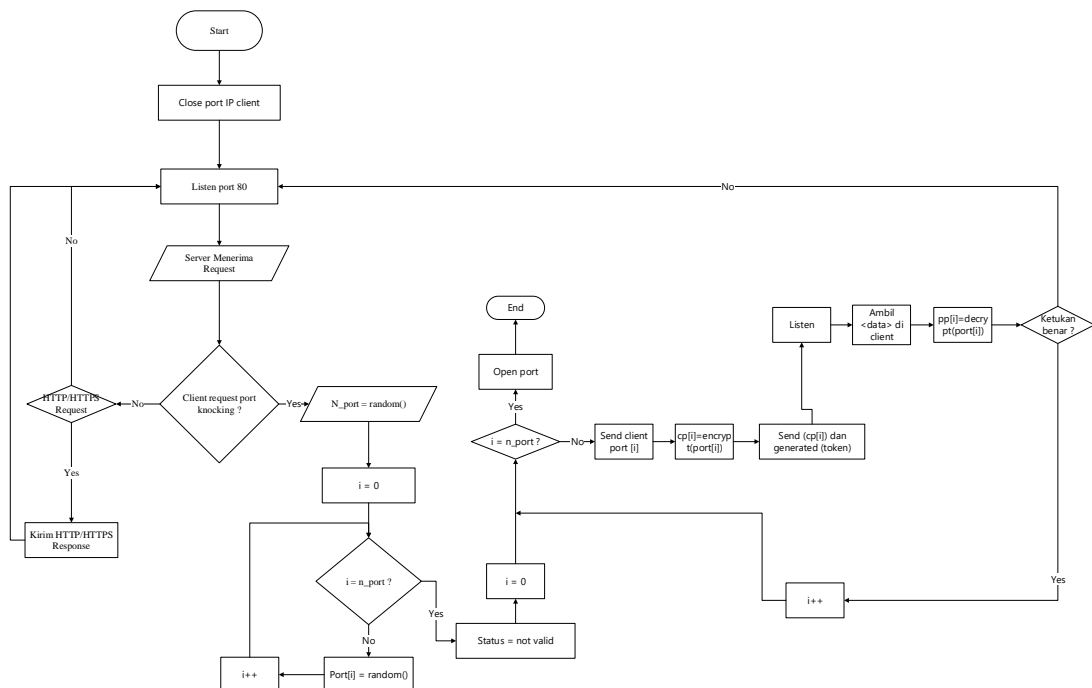 Start
Close port IP client
Listen port 80
No
No
Server Menerima
Request
Client request port
knocking ?
No
HTTP/HTTPS
Request
Yes
Kirim HTTP/HTTPS
Response
Yes
N_port = random()
i = 0
i = n_port ?
No
Port[i] = random()
i++
Yes
Status = not valid
i = 0
i = n_port ?
Yes
Open port
End
No
Send client
port [i]
cp[i]=encryp
t(port[i])
Send (cp[i]) dan
generated (token)
Listen
Ambil
<data> di
client
pp[i]=decry
pt(port[i])
Ketukan
benar ?
Yes
i++